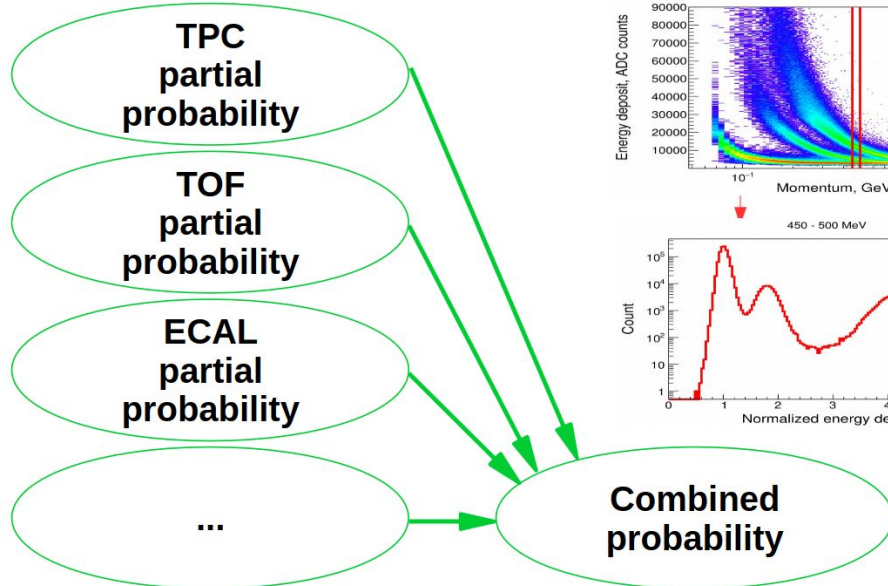 TPC
partial
probability
TOF
partial
probability
ECAL
partial
probability
...
Combined
probability
Energy deposit, ADC counts
90000
80000
70000
60000
50000
40000
30000
20000
10000
10⁻¹
Momentum, GeV
450 - 500 MeV
Count
10⁵
10⁴
10³
10²
10
1
0 1 2 3 4
Normalized energy de